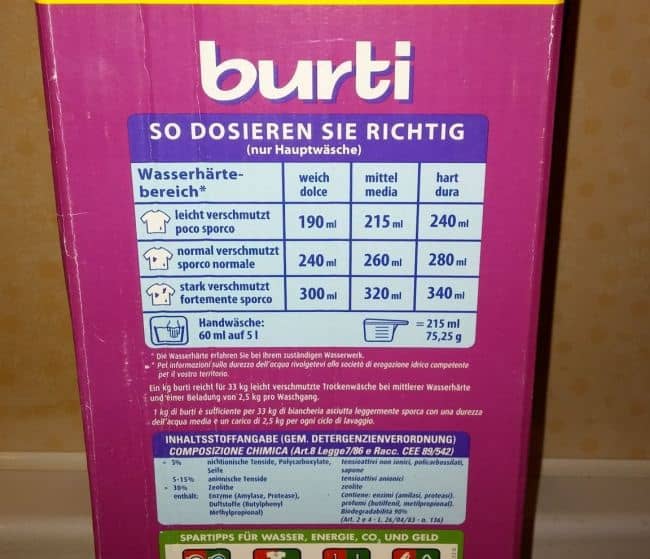 burti
SO DOSIEREN SIE RICHTIG
(nur Hauptwäsche)
Wasserhärte-
bereich*
weich
dolce
mittel
media
hart
dura
leicht verschmutzt
poco sporco
190 ml 215 ml 240 ml
normal verschmutzt
sporco normale
240 ml 260 ml 280 ml
stark verschmutzt
fortemente sporco
300 ml 320 ml 340 ml
Handwäsche:
60 ml auf 5 l
= 215 ml
75,25 g
* Die Wasserhärte erfahren Sie bei Ihrem zuständigen Wasserwerk.
* Pet informazioni sulla durezza dell'acqua rivolgetevi alla società di erogazione idrica competente
per il vostro territorio.
Ein kg burti reicht für 33 kg leicht verschmutzte Trockenwäsche bei mittlerer Wasserhärte
und einer Beladung von 2,5 kg pro Waschgang.
1 kg di burti è sufficiente per 33 kg di biancheria asciutta leggermente sporca con una durezza
dell'acqua media e un carico di 2,5 kg per ogni ciclo di lavaggio.
INHALTSSTOFFANGABE (GEM. DETERGENZIENVERORDNUNG)
COMPOSIZIONE CHIMICA (Art.8 Legge7/86 e Racc. CEE 89/542)
5% nichtionische Tenside, Polycarboxylate,
Seife
5-15% anionische Tenside
30% Zeolithe
enthält: Enzyme (Amylase, Protease),
Duftstoffe (Butylphenyl
Methylpropional)
tensioattivi non ionici, policarbossilati,
sapone
tensioattivi anionici
zeolite
Contiene: enzimi (amilasi, proteasi).
profumi (butilfenil, metilpropional).
Biodegradabilità 90%
(Art. 2 e 4 - L. 26/04/83 - n. 136)
SPARTIPPS FÜR WASSER, ENERGIE, CO₂ UND GELD